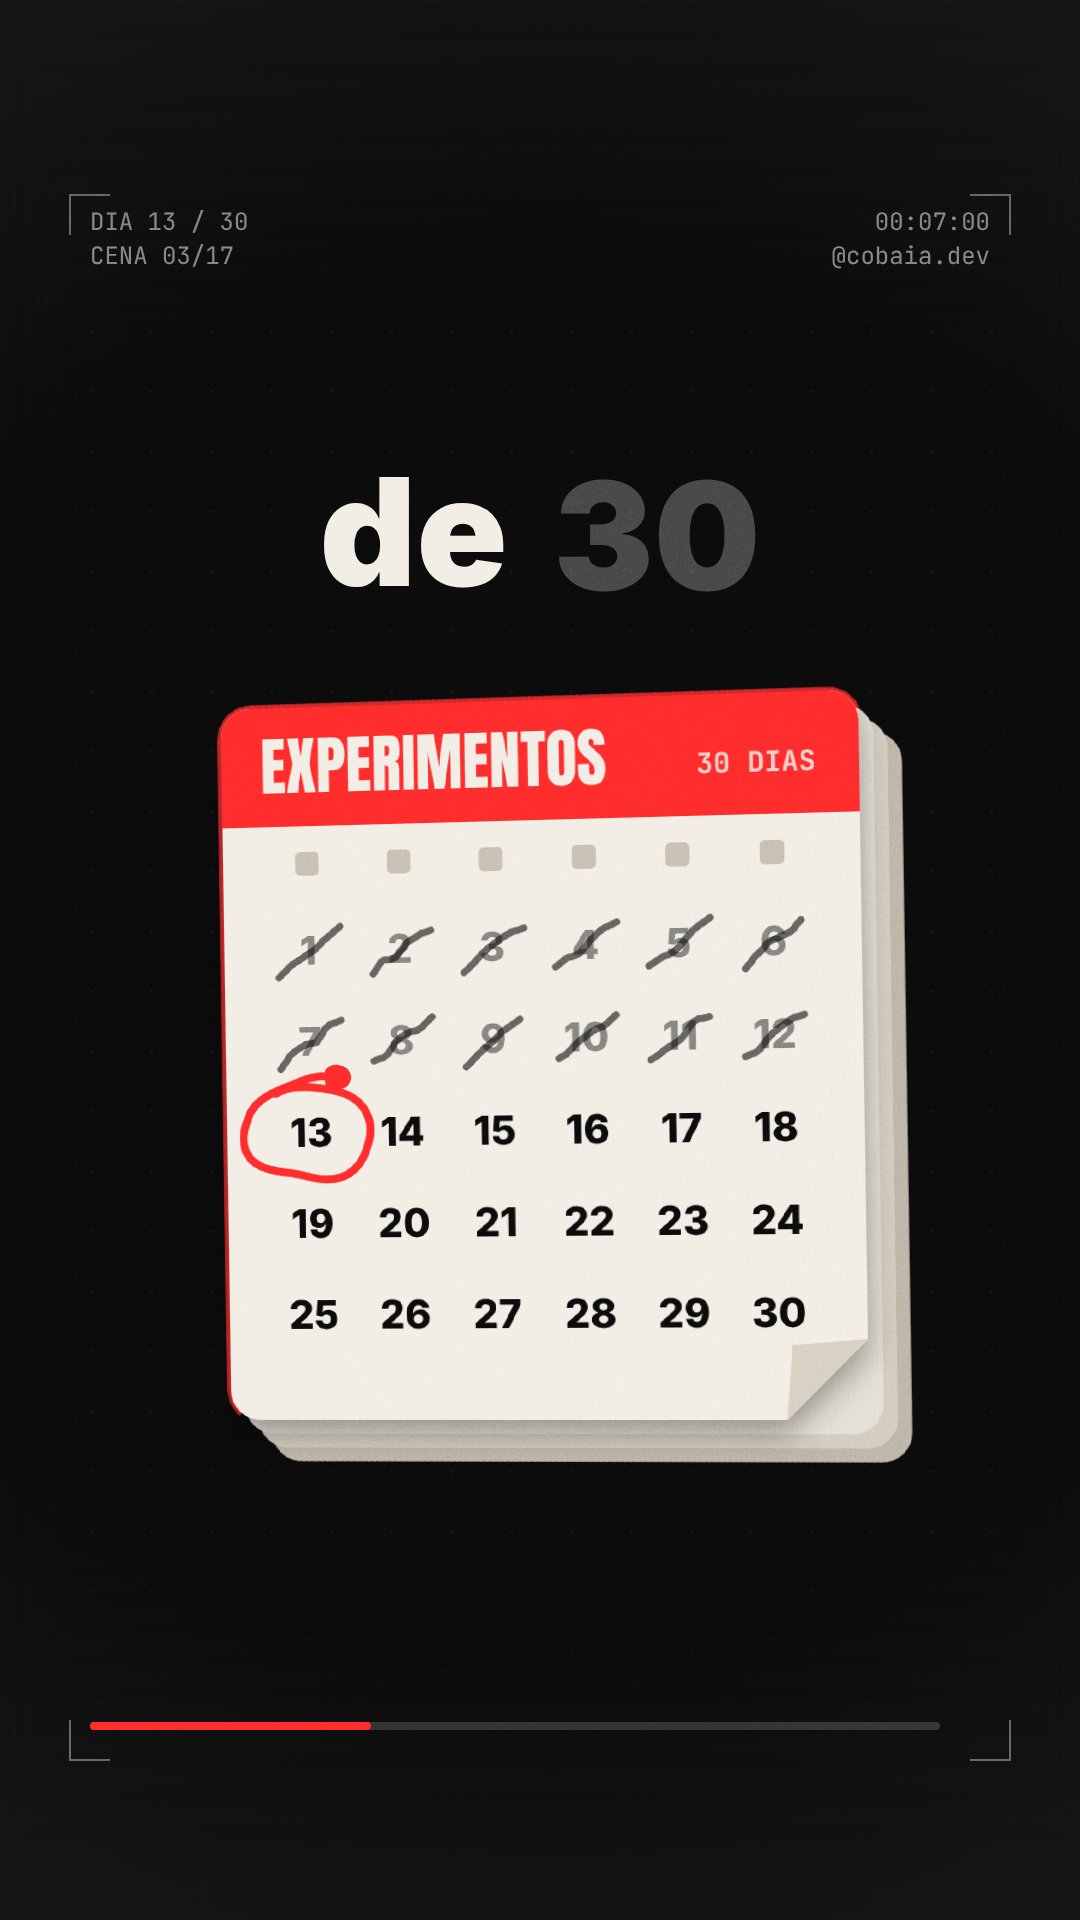 DIA 13 / 30
CENA 03/17
00:07:00
@cobaia.dev
de 30
EXPERIMENTOS 30 DIAS
1 2 3 4 5 6
7 8 9 10 11 12
13 14 15 16 17 18
19 20 21 22 23 24
25 26 27 28 29 30